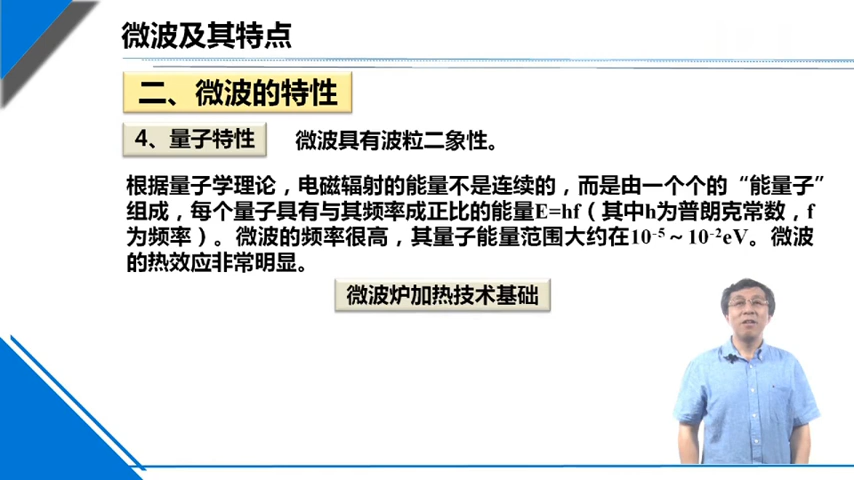 微波及其特点
二、微波的特性
4、量子特性
微波具有波粒二象性。
根据量子学理论，电磁辐射的能量不是连续的，而是由一个个的“能量子”
组成，每个量子具有与其频率成正比的能量E=hf（其中h为普朗克常数，f
为频率）。微波的频率很高，其量子能量范围大约在10⁻⁵～10⁻²eV。微波
的热效应非常明显。
微波炉加热技术基础